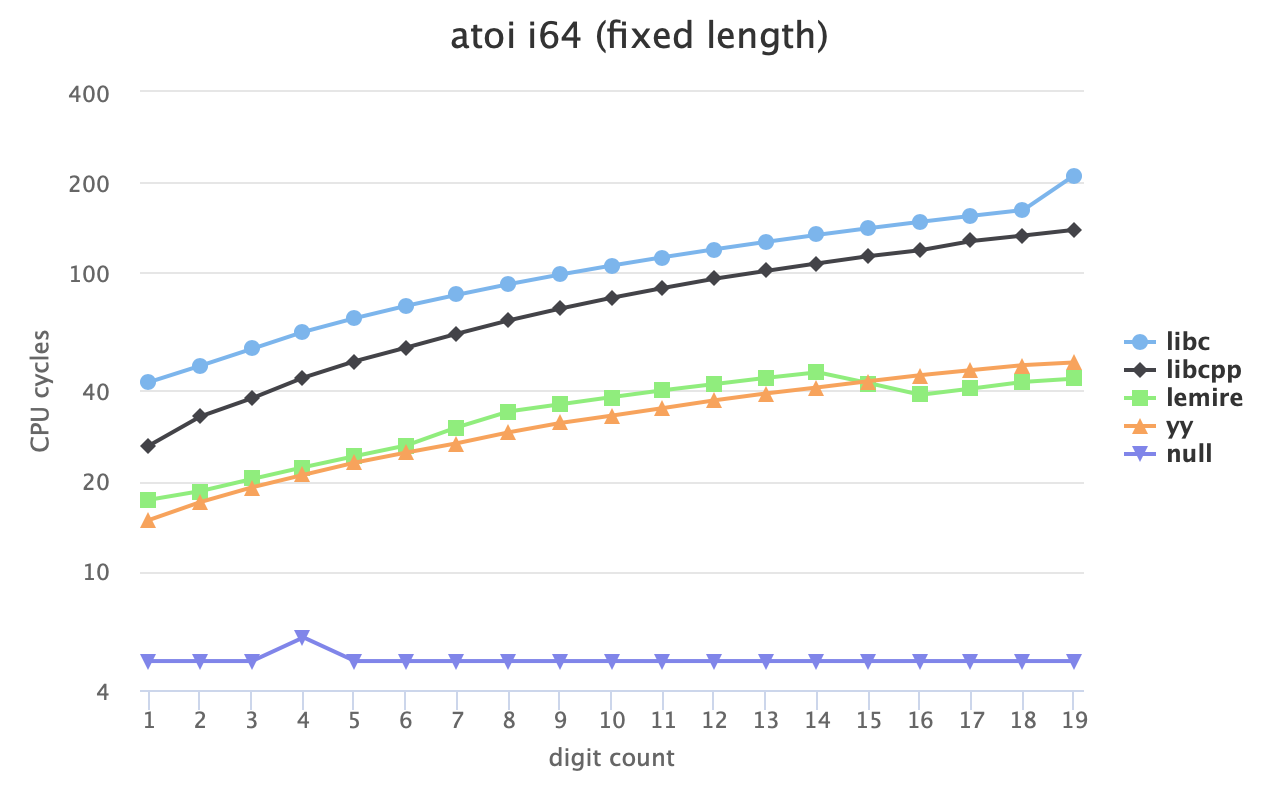 atoi i64 (fixed length)
400
200
100
40
20
10
4
CPU cycles
1 2 3 4 5 6 7 8 9 10 11 12 13 14 15 16 17 18 19
digit count
libc
libcpp
lemire
yy
null